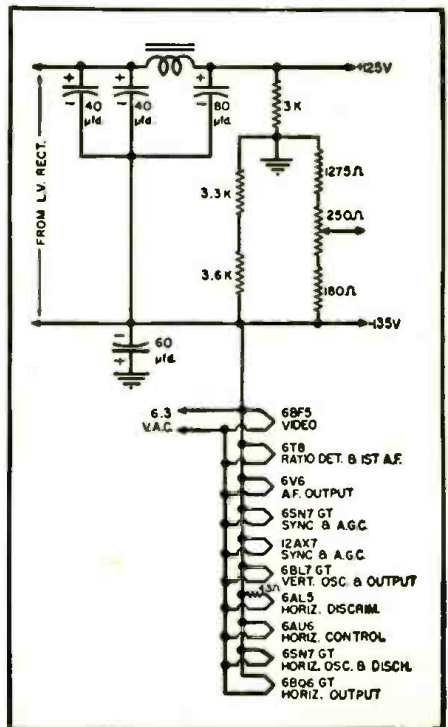 +125V
+ + +
- - -
40 µfd.
40 µfd.
80 µfd.
3K
FROM L.V. RECT.
3.3K
1275Ω
250Ω
3.6K
180Ω
-135V
- 60 µfd.
+
6.3 V.A.C.
6BF5
VIDEO
6T8
RATIO DET. & IST A.F.
6V6
A.F. OUTPUT
6SN7 GT
SYNC & A.G.C.
12AX7
SYNC & A.G.C.
6BL7 GT
VERT. OSC & OUTPUT
6AL5
HORIZ. DISCRIM.
6AU6
HORIZ. CONTROL
6SN7 GT
HORIZ. OSC. & DISCH.
6BQ6 GT
HORIZ. OUTPUT